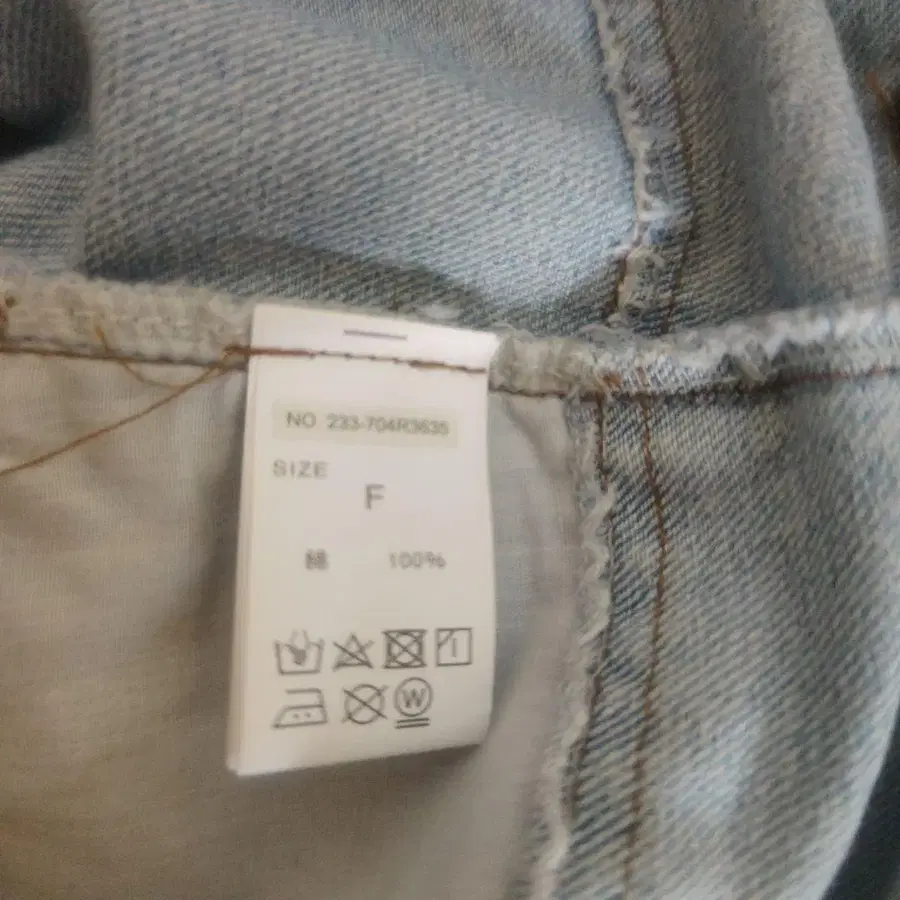 NO 233-704R3635
SIZE
F
綿 100%
W